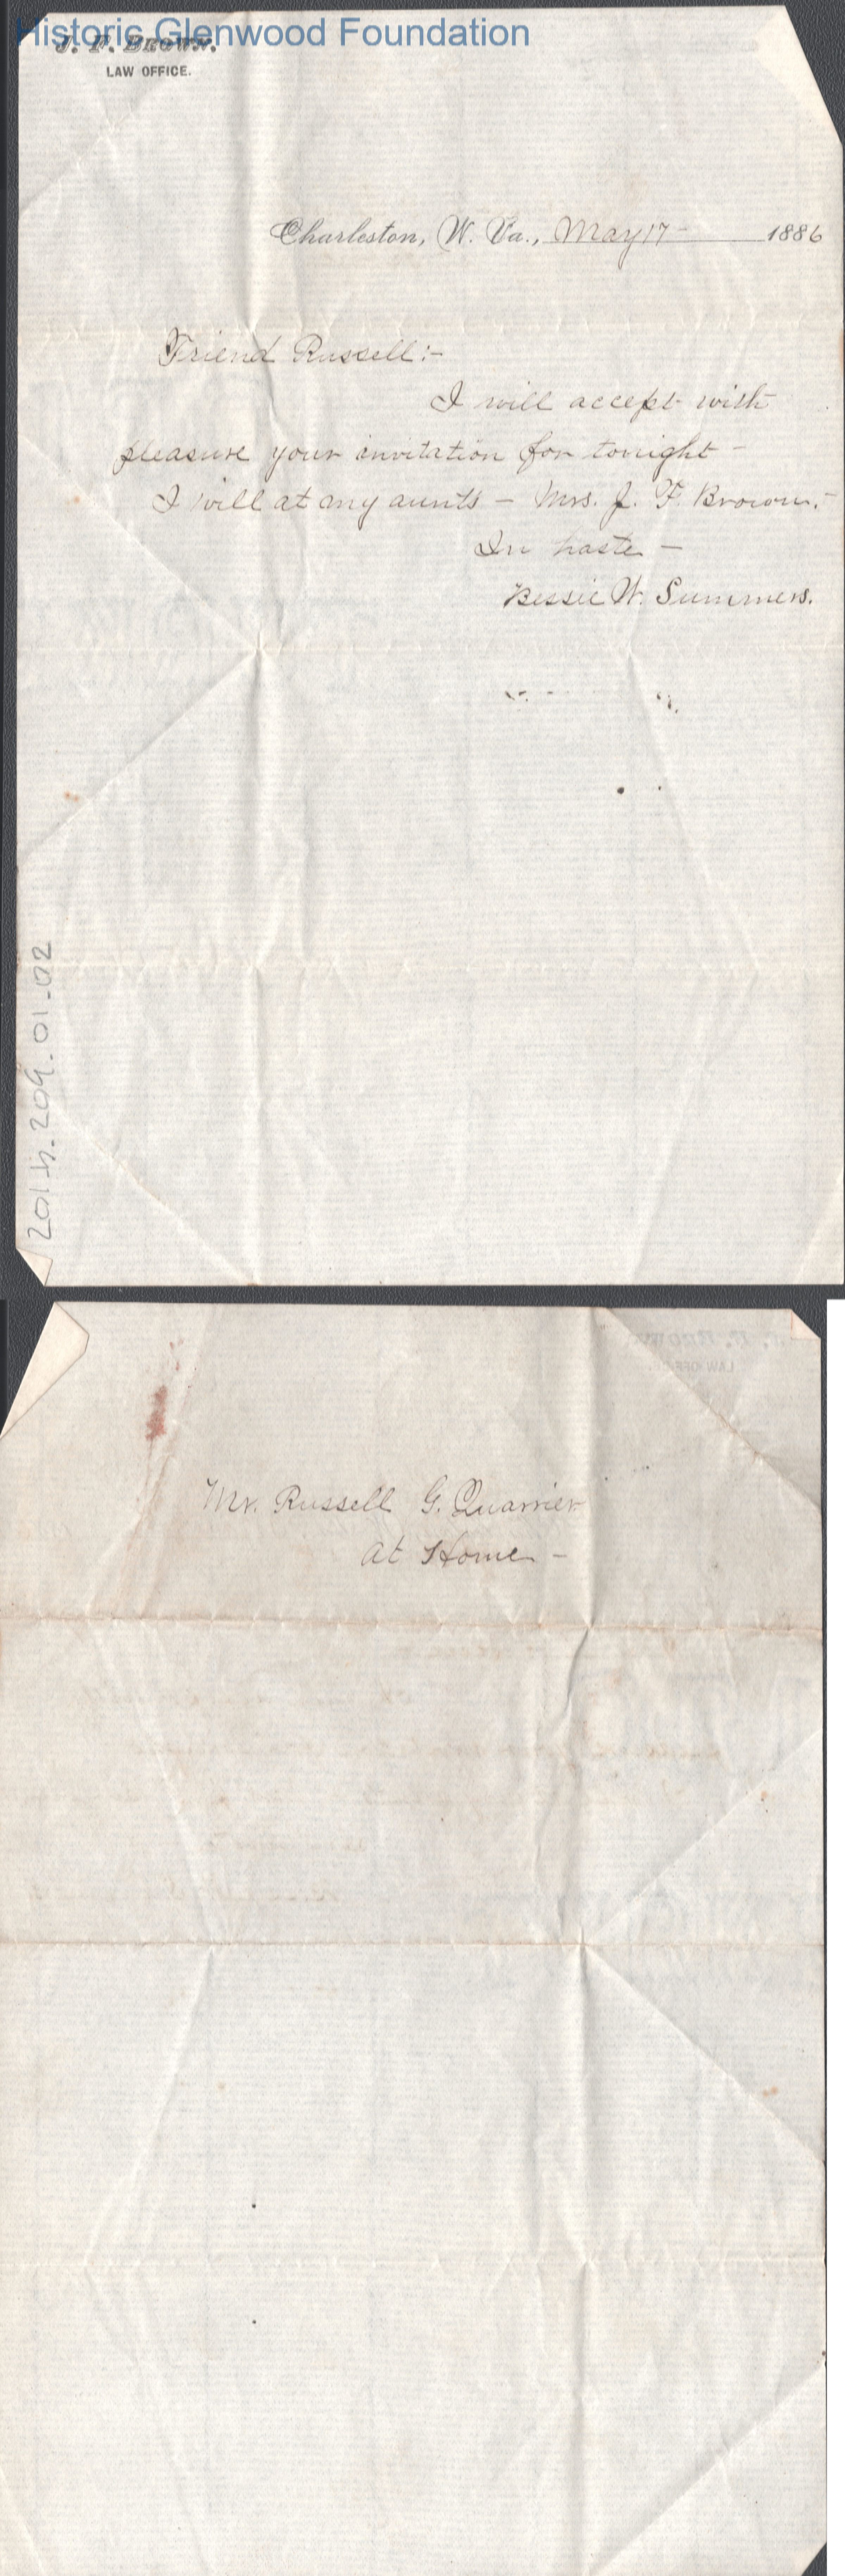 Historic Glenwood Foundation
J. F. BROWN.
LAW OFFICE.
Charleston, W. Va., May 17 - 1886
Friend Russell:-
I will accept with
pleasure your invitation for tonight -
I will at my aunts - Mrs. J. F. Brown.-
In haste -
Bessie W. Summers.
2014.209.01.02
Mr. Russell G. Quarrier
At Home -